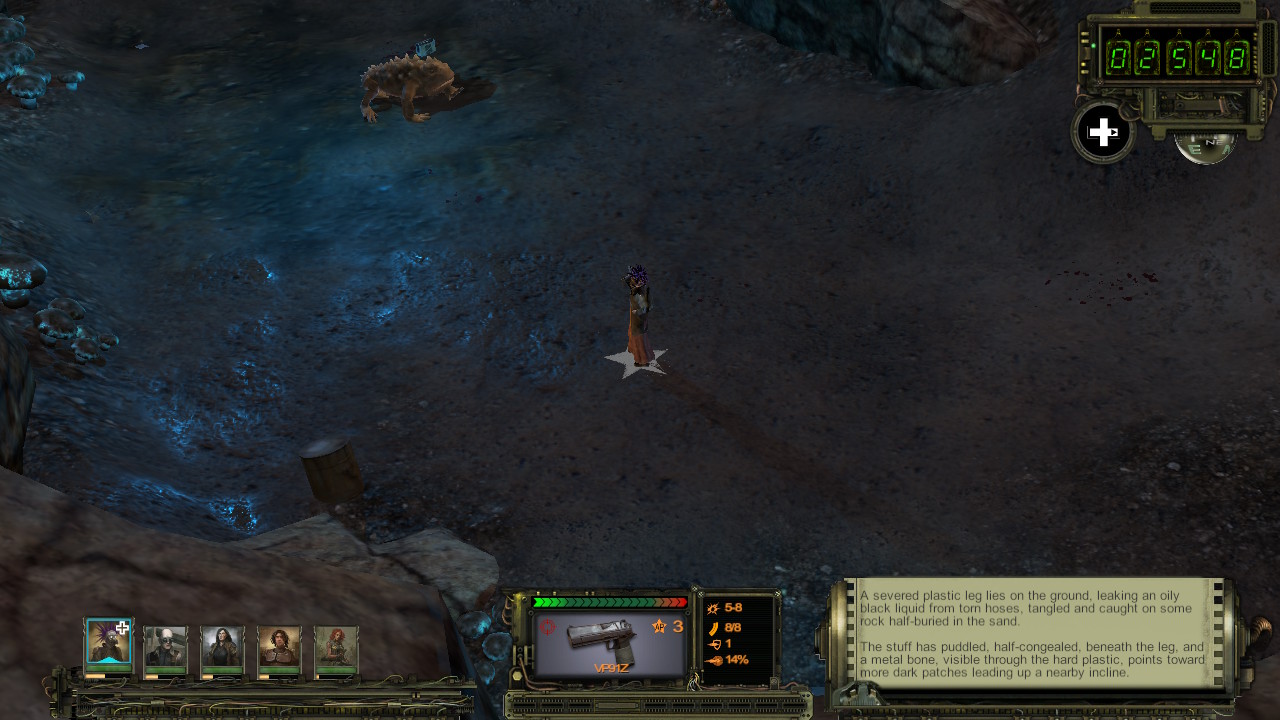 02548
E NE
3
VP91Z
5-8
8/8
1
14%
A severed plastic leg lies on the ground, leaking an oily
black liquid from torn hoses, tangled and caught on some
rock half-buried in the sand.
The stuff has puddled, half-congealed, beneath the leg, and
a metal bone, visible through the hard plastic, points toward
more dark patches leading up a nearby incline.